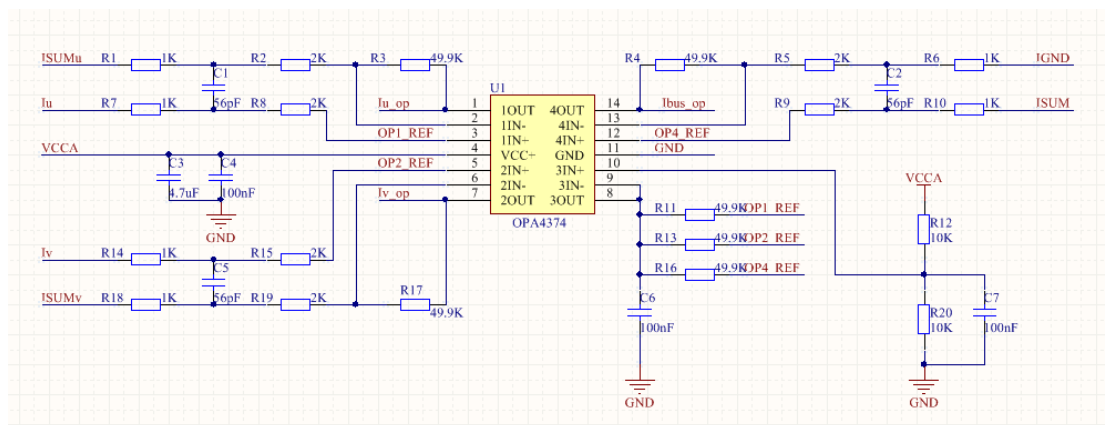 ISUMu R1 1K R2 2K R3 49.9K R4 49.9K R5 2K R6 1K IGND
C1 U1 C2
Iu R7 1K 56pF R8 2K Iu_op 1 1OUT 4OUT 14 Ibus_op R9 2K 56pF R10 1K ISUM
2 1IN- 4IN- 13
OP1_REF 3 1IN+ 4IN+ 12 OP4_REF
VCCA 4 VCC+ GND 11 GND
C3 C4 OP2_REF 5 2IN+ 3IN+ 10
6 2IN- 3IN- 9 VCCA
4.7uF 100nF Iv_op 7 2OUT 3OUT 8
R11 49.9K OP1_REF
OPA4374 R12
GND 10K
R13 49.9K OP2_REF
Iv R14 1K R15 2K
C5 R16 49.9K OP4_REF
ISUMv R18 1K 56pF R19 2K R17 C6 C7
49.9K R20
100nF 10K 100nF
GND GND